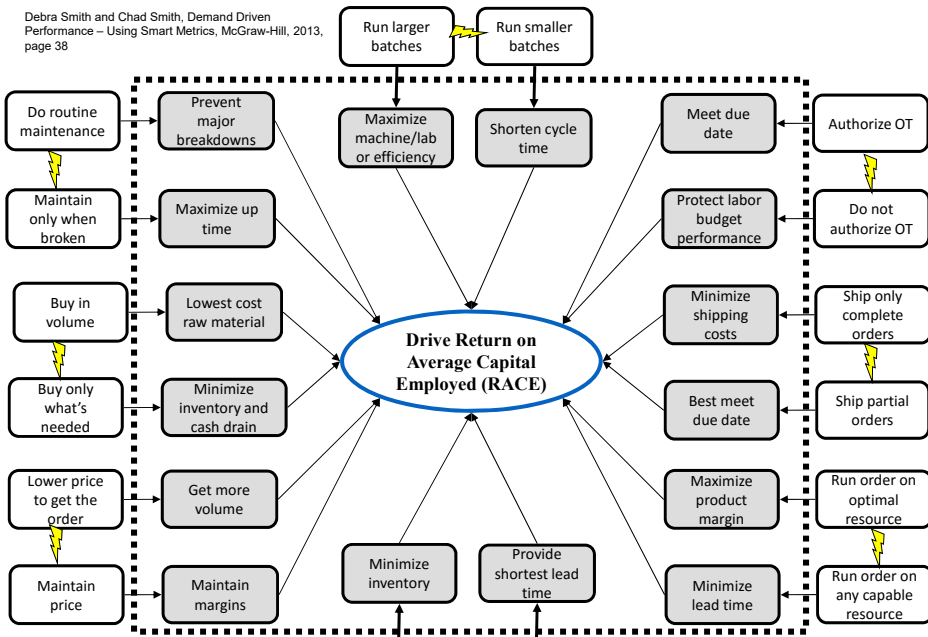 Debra Smith and Chad Smith, Demand Driven
Performance – Using Smart Metrics, McGraw-Hill, 2013,
page 38
Run larger
batches
Run smaller
batches
Do routine
maintenance
Prevent
major
breakdowns
Maximize
machine/lab
or efficiency
Shorten cycle
time
Meet due
date
Authorize OT
Maintain
only when
broken
Maximize up
time
Protect labor
budget
performance
Do not
authorize OT
Buy in
volume
Lowest cost
raw material
Drive Return on
Average Capital
Employed (RACE)
Minimize
shipping
costs
Ship only
complete
orders
Buy only
what's
needed
Minimize
inventory and
cash drain
Best meet
due date
Ship partial
orders
Lower price
to get the
order
Get more
volume
Maximize
product
margin
Run order on
optimal
resource
Maintain
price
Maintain
margins
Minimize
inventory
Provide
shortest lead
time
Minimize
lead time
Run order on
any capable
resource